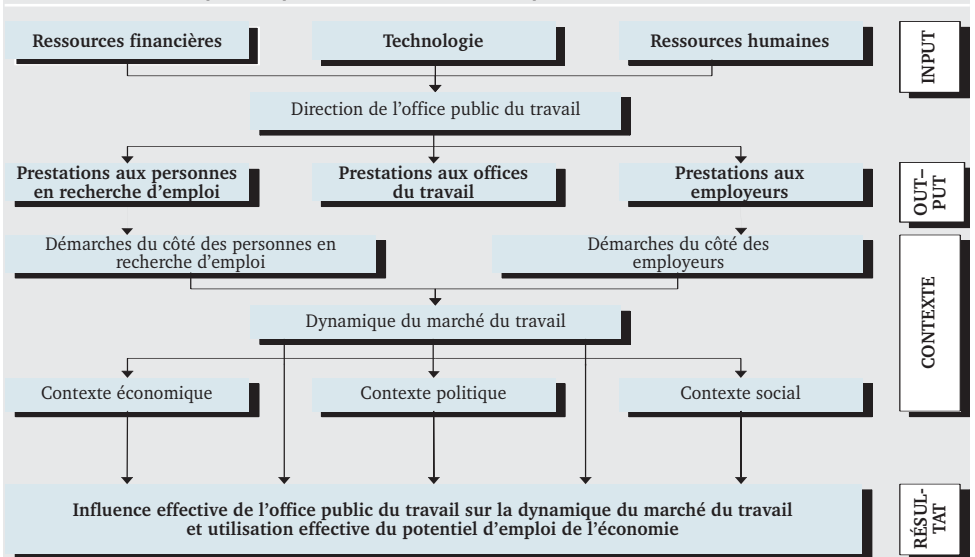 Ressources financières
Technologie
Ressources humaines
INPUT
Direction de l'office public du travail
Prestations aux personnes
en recherche d'emploi
Prestations aux offices
du travail
Prestations aux
employeurs
OUT–
PUT
Démarches du côté des personnes en
recherche d'emploi
Démarches du côté des
employeurs
Dynamique du marché du travail
CONTEXTE
Contexte économique
Contexte politique
Contexte social
Influence effective de l'office public du travail sur la dynamique du marché du travail
et utilisation effective du potentiel d'emploi de l'économie
RÉSUL-
TAT